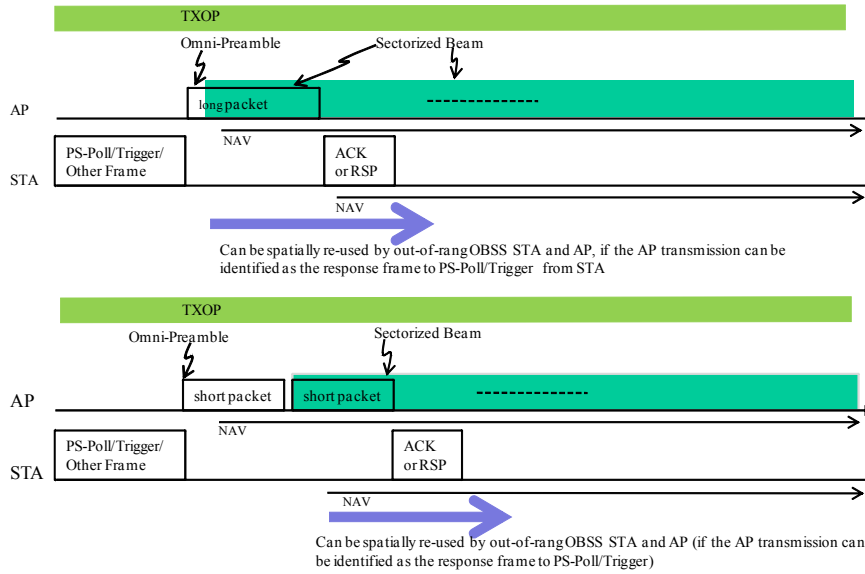 TXOP
Omni-Preamble
Sectorized Beam
AP
long packet
NAV
PS-Poll/Trigger/
Other Frame
ACK
or RSP
STA
NAV
Can be spatially re-used by out-of-rang OBSS STA and AP, if the AP transmission can be
identified as the response frame to PS-Poll/Trigger from STA
TXOP
Omni-Preamble
Sectorized Beam
AP
short packet
short packet
NAV
PS-Poll/Trigger/
Other Frame
ACK
or RSP
STA
NAV
Can be spatially re-used by out-of-rang OBSS STA and AP (if the AP transmission can
be identified as the response frame to PS-Poll/Trigger)